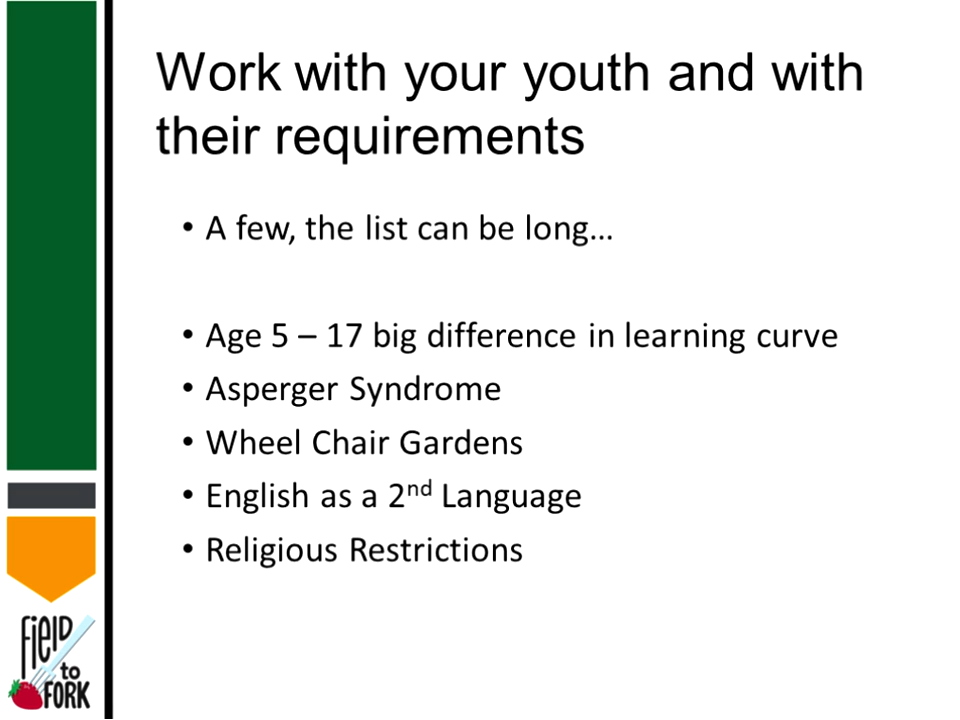 Work with your youth and with
their requirements
• A few, the list can be long…
• Age 5 – 17 big difference in learning curve
• Asperger Syndrome
• Wheel Chair Gardens
• English as a 2nd Language
• Religious Restrictions
FIELD
to
FORK